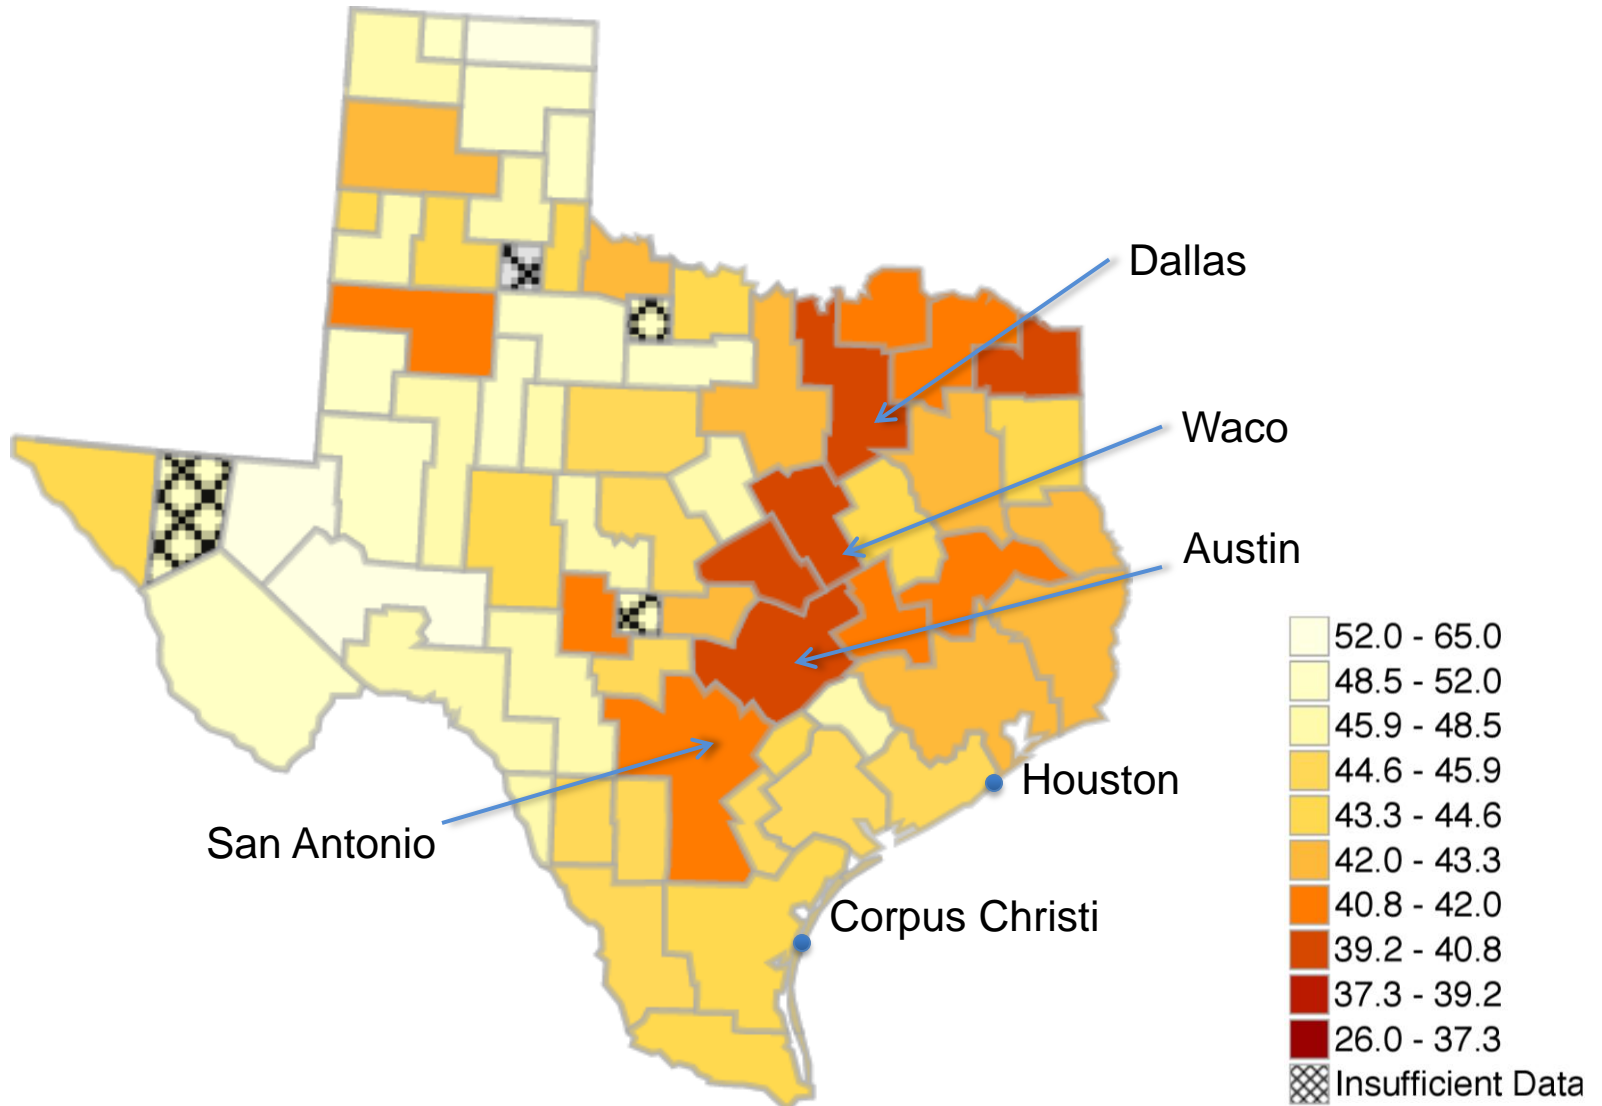 Dallas
Waco
Austin
Houston
San Antonio
Corpus Christi
52.0 - 65.0
48.5 - 52.0
45.9 - 48.5
44.6 - 45.9
43.3 - 44.6
42.0 - 43.3
40.8 - 42.0
39.2 - 40.8
37.3 - 39.2
26.0 - 37.3
Insufficient Data